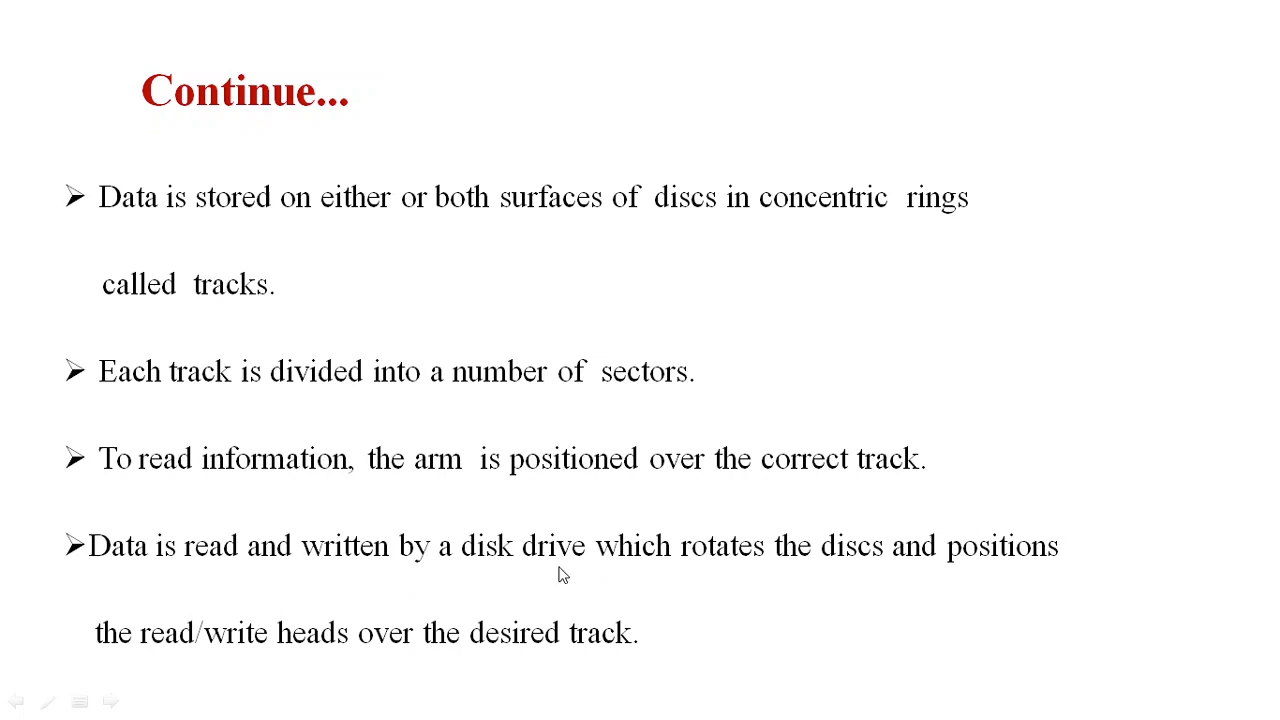 Continue...
➢ Data is stored on either or both surfaces of discs in concentric rings
called tracks.
➢ Each track is divided into a number of sectors.
➢ To read information, the arm is positioned over the correct track.
➢Data is read and written by a disk drive which rotates the discs and positions
the read/write heads over the desired track.